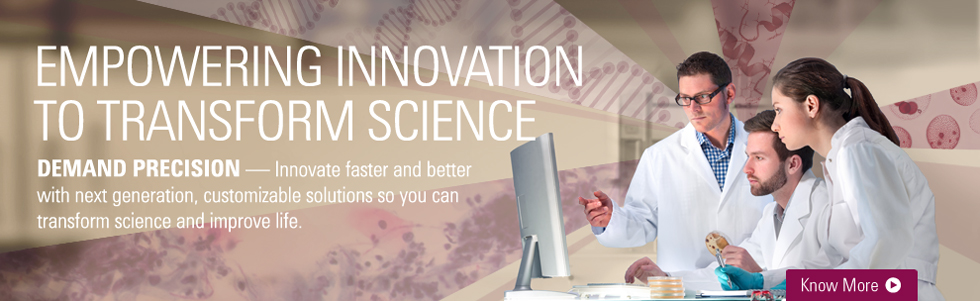 EMPOWERING INNOVATION
TO TRANSFORM SCIENCE
DEMAND PRECISION — Innovate faster and better
with next generation, customizable solutions so you can
transform science and improve life.
Know More